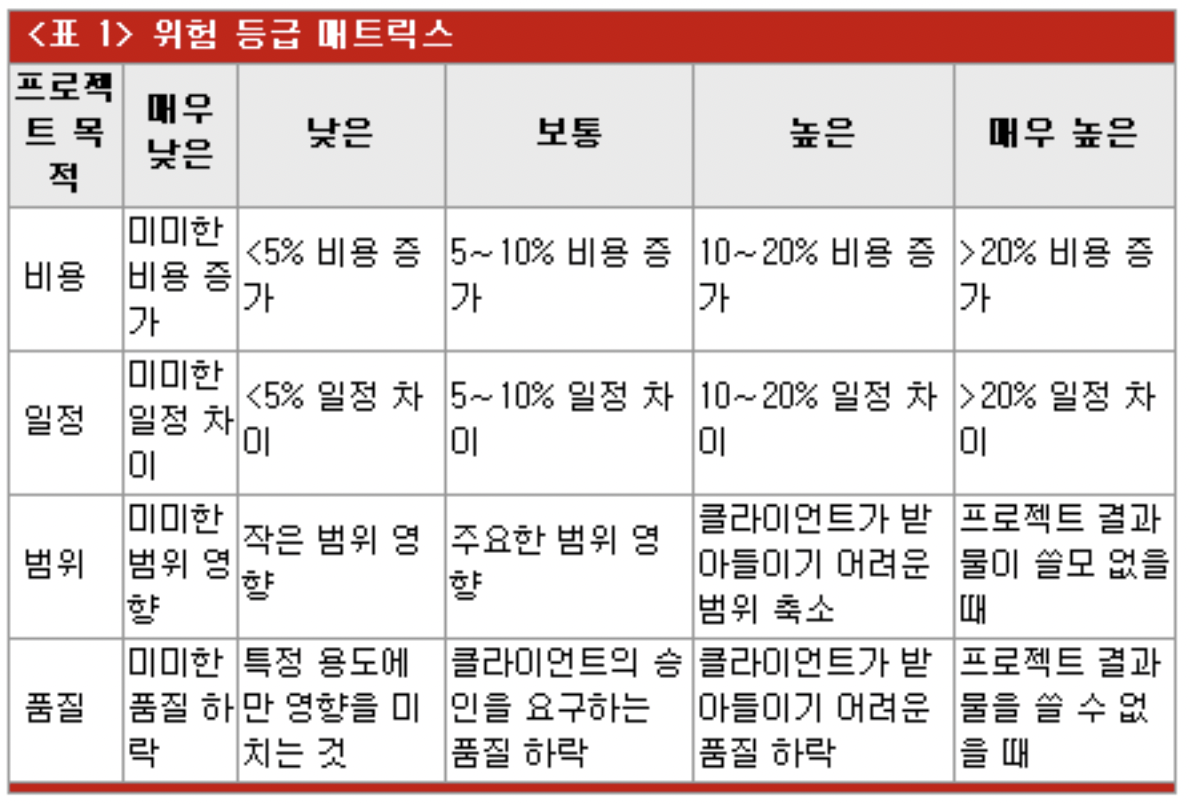 <표 1> 위험 등급 매트릭스
프로젝
트 목
적
매우
낮은
낮은
보통
높은
매우 높은
비용
미미한
비용 증
가
<5% 비용 증
가
5~10% 비용 증
가
10~20% 비용 증
가
>20% 비용 증
가
일정
미미한
일정 차
이
<5% 일정 차
이
5~10% 일정 차
이
10~20% 일정 차
이
>20% 일정 차
이
범위
미미한
범위 영
향
작은 범위 영
향
주요한 범위 영
향
클라이언트가 받
아들이기 어려운
범위 축소
프로젝트 결과
물이 쓸모 없을
때
품질
미미한
품질 하
락
특정 용도에
만 영향을 미
치는 것
클라이언트의 승
인을 요구하는
품질 하락
클라이언트가 받
아들이기 어려운
품질 하락
프로젝트 결과
물을 쓸 수 없
을 때